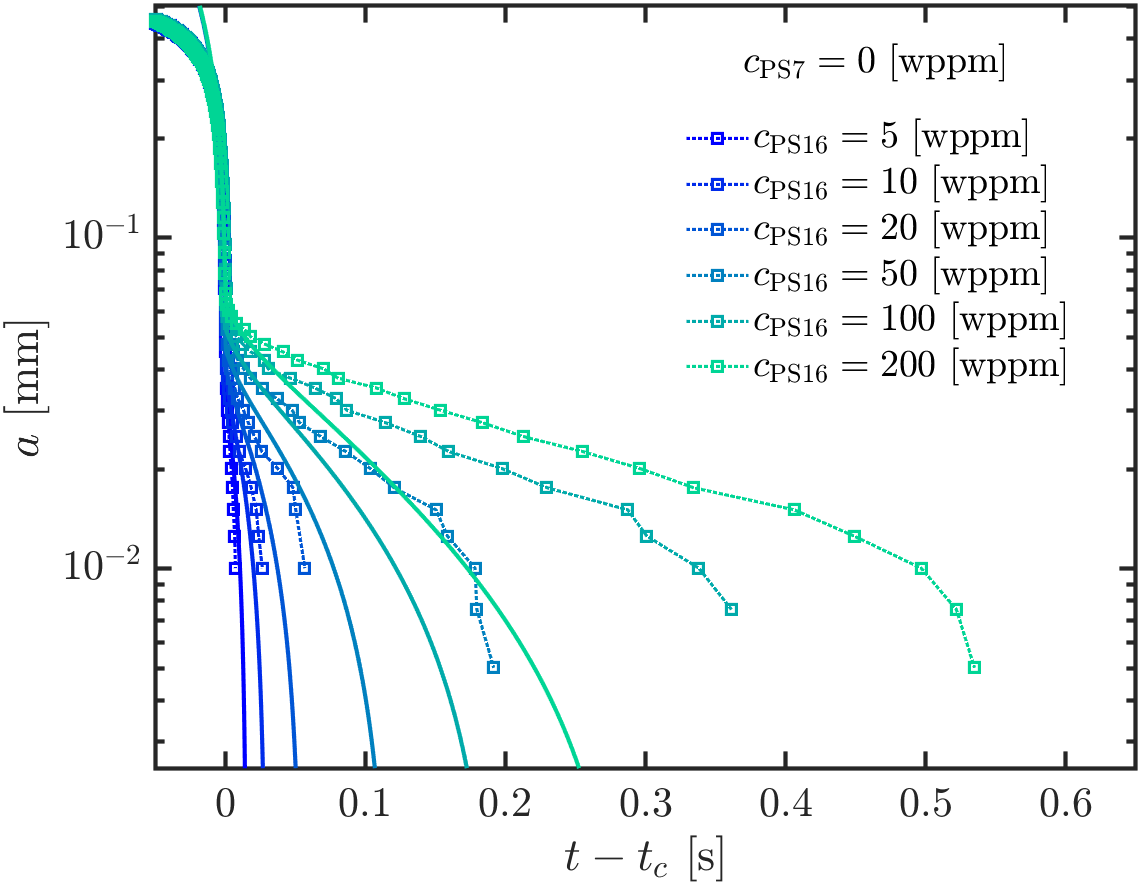 c_PS7 = 0 [wppm]
c_PS16 = 5 [wppm]
c_PS16 = 10 [wppm]
c_PS16 = 20 [wppm]
c_PS16 = 50 [wppm]
c_PS16 = 100 [wppm]
c_PS16 = 200 [wppm]
10^−1
10^−2
a [mm]
0 0.1 0.2 0.3 0.4 0.5 0.6
t − t_c [s]